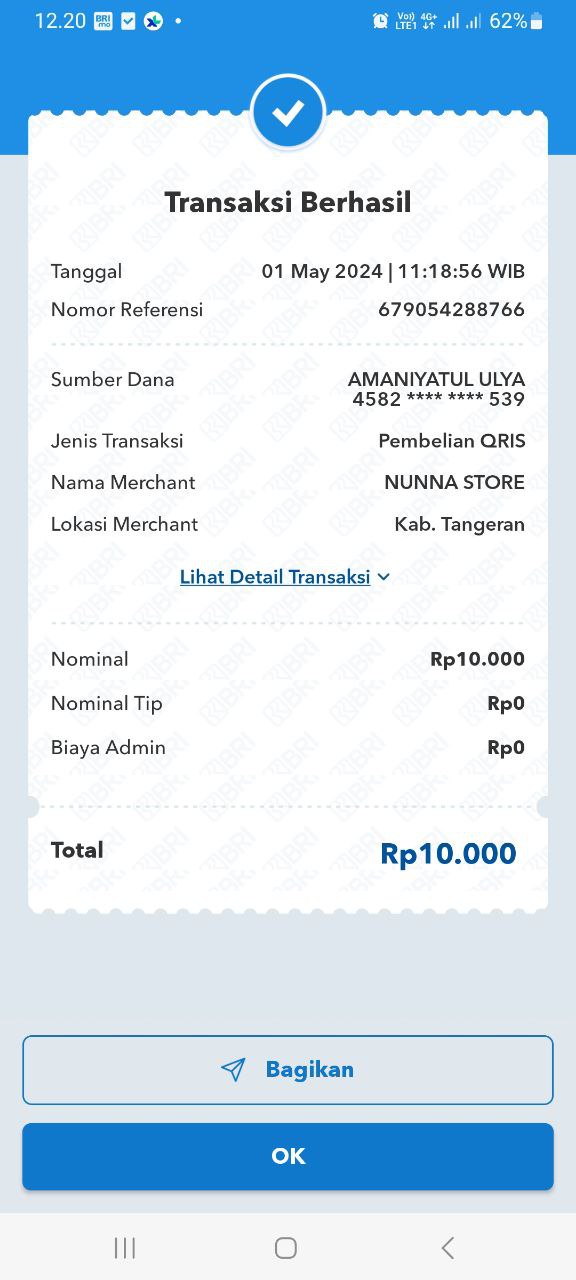 12.20 BRI mo Vo) LTE1 4G+ 62%
Transaksi Berhasil
Tanggal 01 May 2024 | 11:18:56 WIB
Nomor Referensi 679054288766
Sumber Dana AMANIYATUL ULYA
4582 **** **** 539
Jenis Transaksi Pembelian QRIS
Nama Merchant NUNNA STORE
Lokasi Merchant Kab. Tangeran
Lihat Detail Transaksi
Nominal Rp10.000
Nominal Tip Rp0
Biaya Admin Rp0
Total Rp10.000
Bagikan
OK